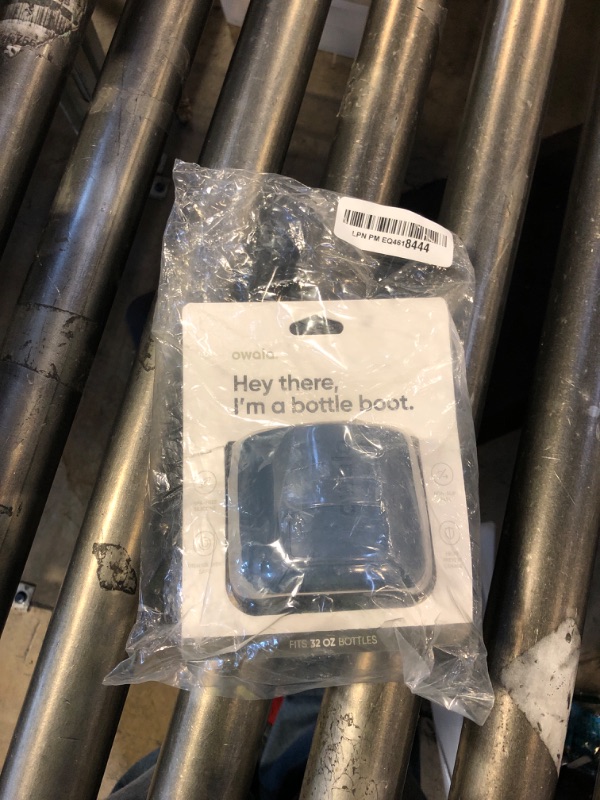 LPN PM EQ4618444
owala
Hey there,
I'm a bottle boot.
FITS 32 OZ BOTTLES